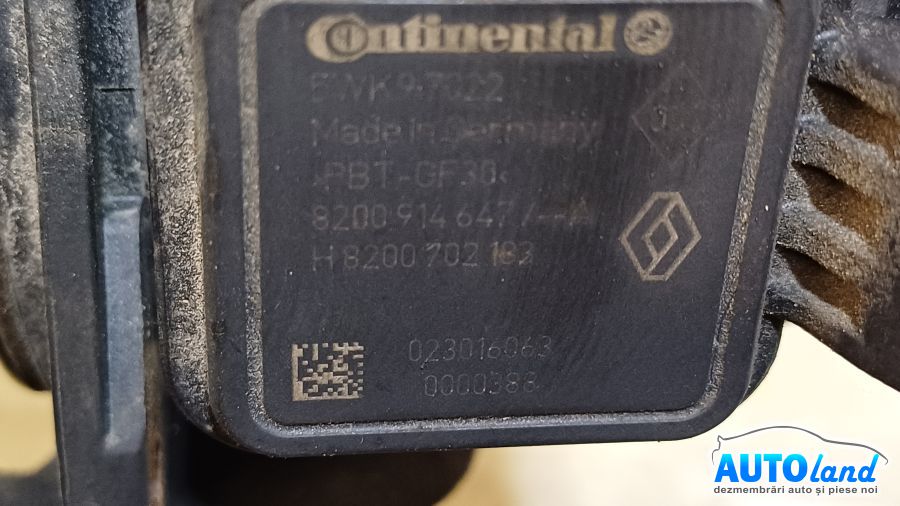 Continental
Made in Germany
>PBT-GF30<
8200 914 647 /--A
H 8200 702 183
023016063
0000388
AUTOland
dezmembrări auto și piese noi